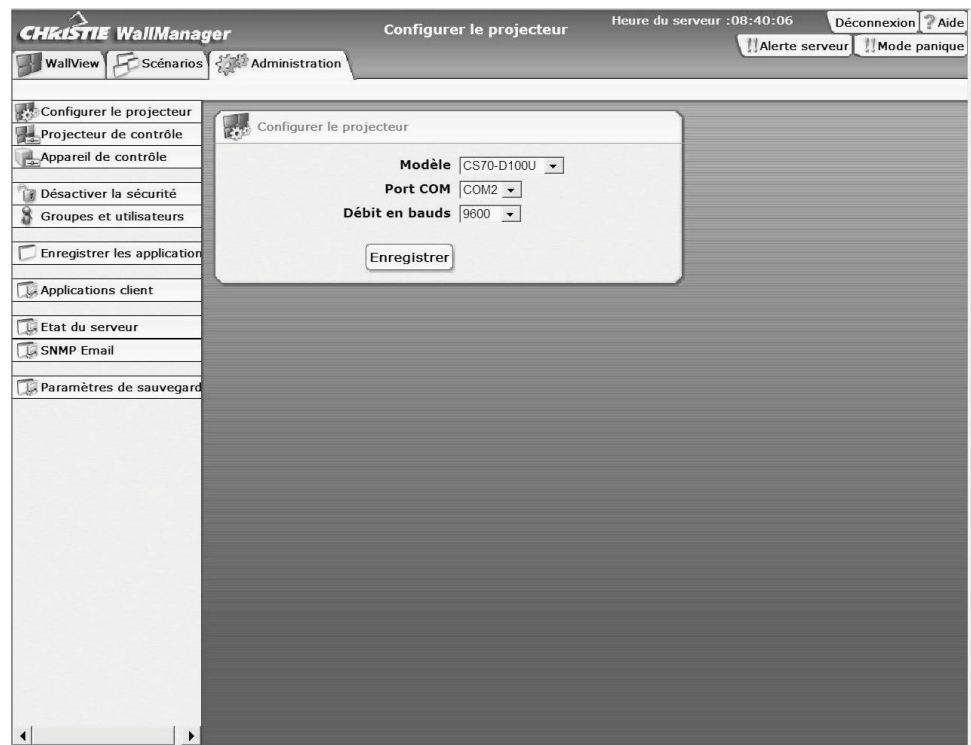 CHRISTIE WallManager
Configurer le projecteur
Heure du serveur :08:40:06
Déconnexion
? Aide
!!Alerte serveur
!!Mode panique
WallView
Scénarios
Administration
Configurer le projecteur
Projecteur de contrôle
Appareil de contrôle
Désactiver la sécurité
Groupes et utilisateurs
Enregistrer les application
Applications client
Etat du serveur
SNMP Email
Paramètres de sauvegard
Configurer le projecteur
Modèle CS70-D100U
Port COM COM2
Débit en bauds 9600
Enregistrer